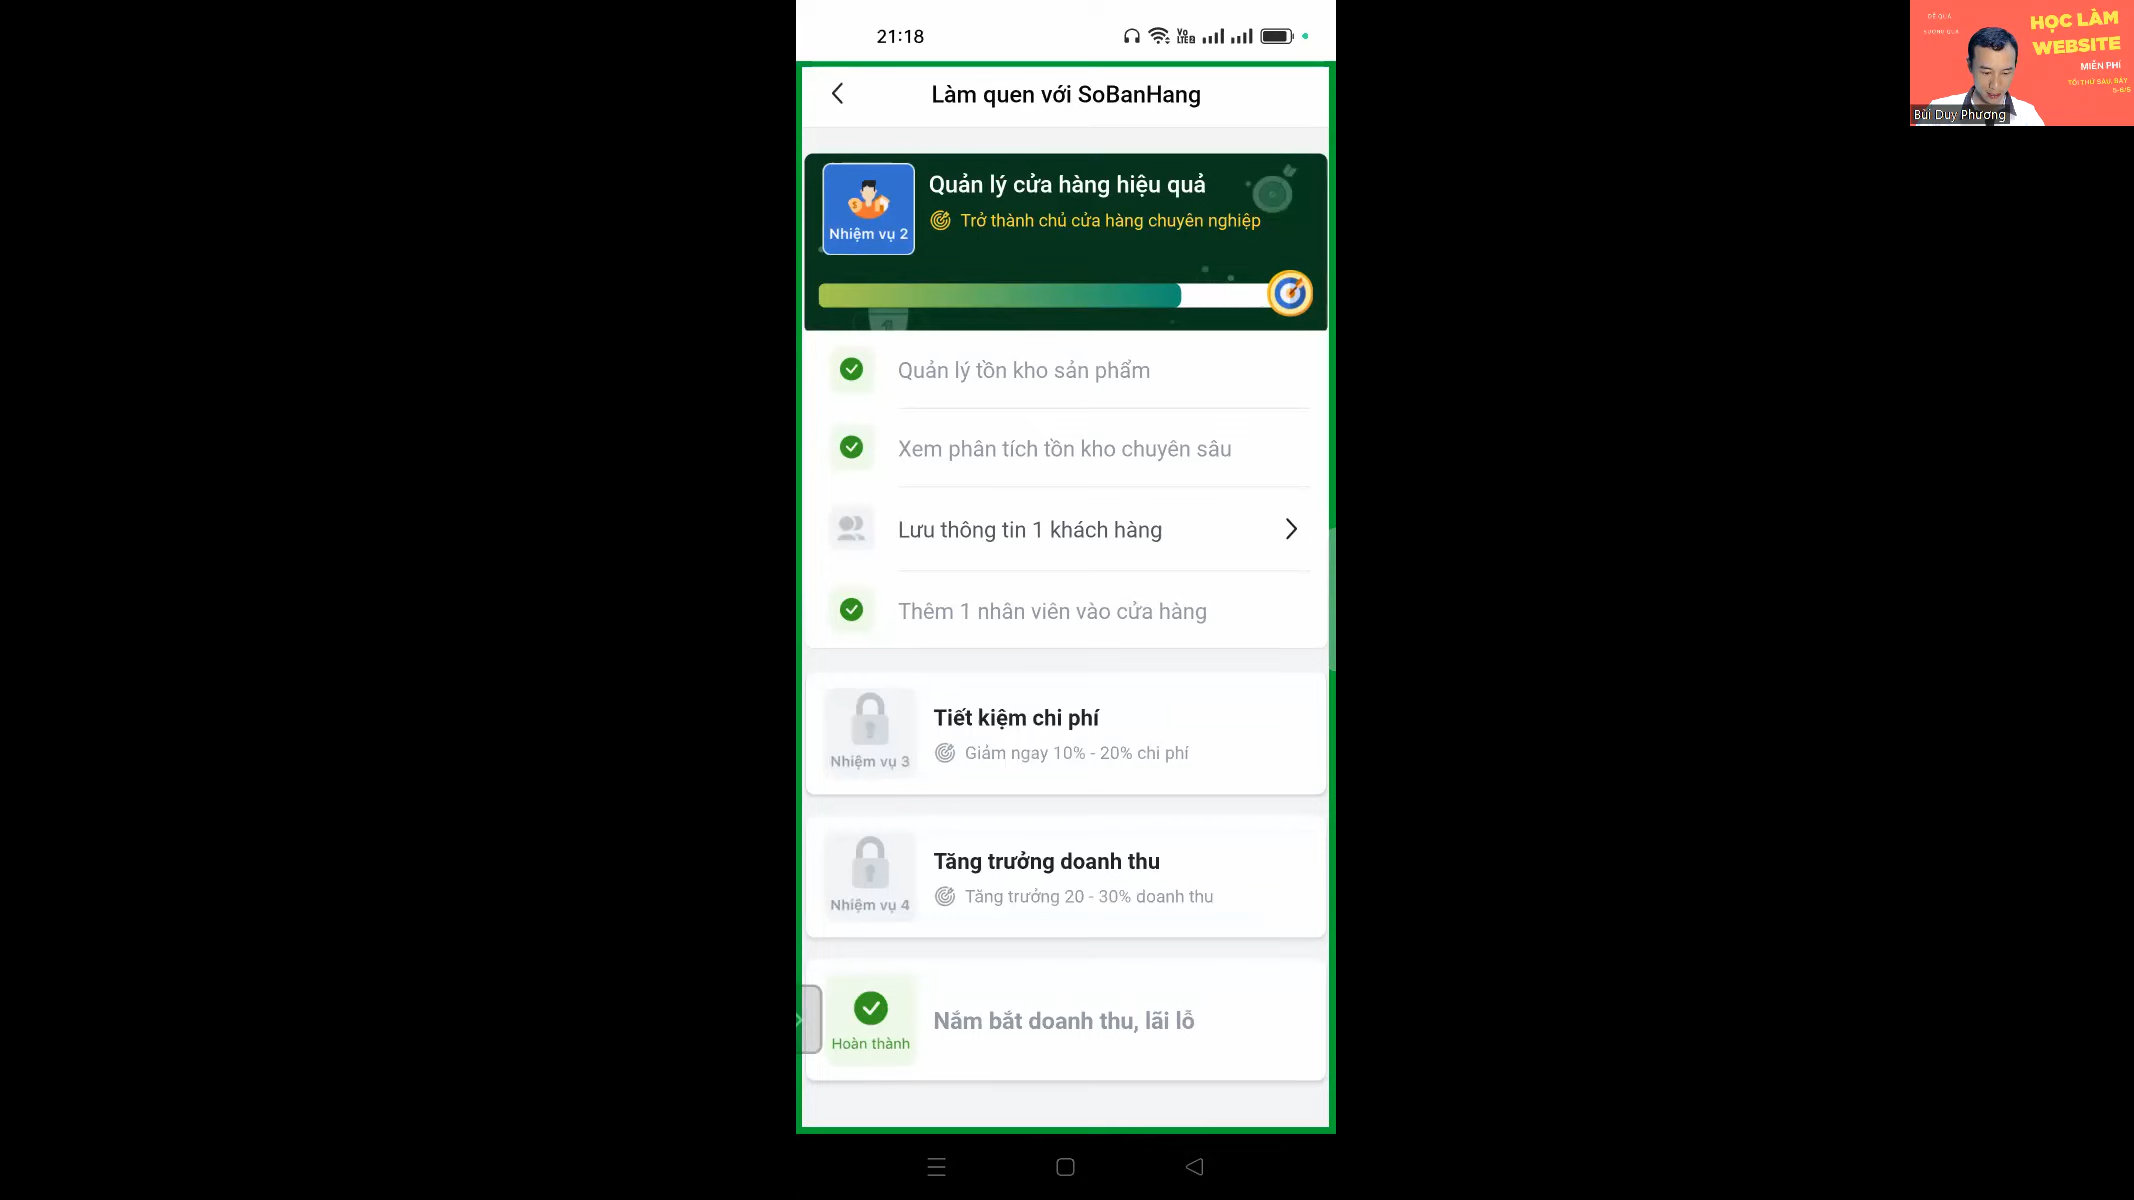 21:18
Vo
LTE2
Làm quen với SoBanHang
Quản lý cửa hàng hiệu quả
Trở thành chủ cửa hàng chuyên nghiệp
Nhiệm vụ 2
Quản lý tồn kho sản phẩm
Xem phân tích tồn kho chuyên sâu
Lưu thông tin 1 khách hàng
Thêm 1 nhân viên vào cửa hàng
Tiết kiệm chi phí
Giảm ngay 10% - 20% chi phí
Nhiệm vụ 3
Tăng trưởng doanh thu
Tăng trưởng 20 - 30% doanh thu
Nhiệm vụ 4
Nắm bắt doanh thu, lãi lỗ
Hoàn thành
DỄ QUÁ
HỌC LÀM
WEBSITE
MIỄN PHÍ
TỐI THỨ SÁU, BẢY
Bùi Duy Phương